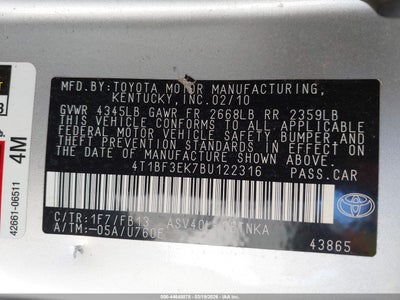 MFD.BY:TOYOTA MOTOR MANUFACTURING,
KENTUCKY,INC.02/10
GVWR 4345LB GAWR FR 2668LB RR 2359LB
THIS VEHICLE CONFORMS TO ALL APPLICABLE
FEDERAL MOTOR VEHICLE SAFETY, BUMPER AND
THEFT PREVENTION STANDARDS IN EFFECT ON
THE DATE OF MANUFACTURE SHOWN ABOVE.
4T1BF3EK7BU122316 PASS.CAR
C/TR:1F7/FB13
A/TM:-05A/U760E
TOYOTA
43865
42661-06511
4M